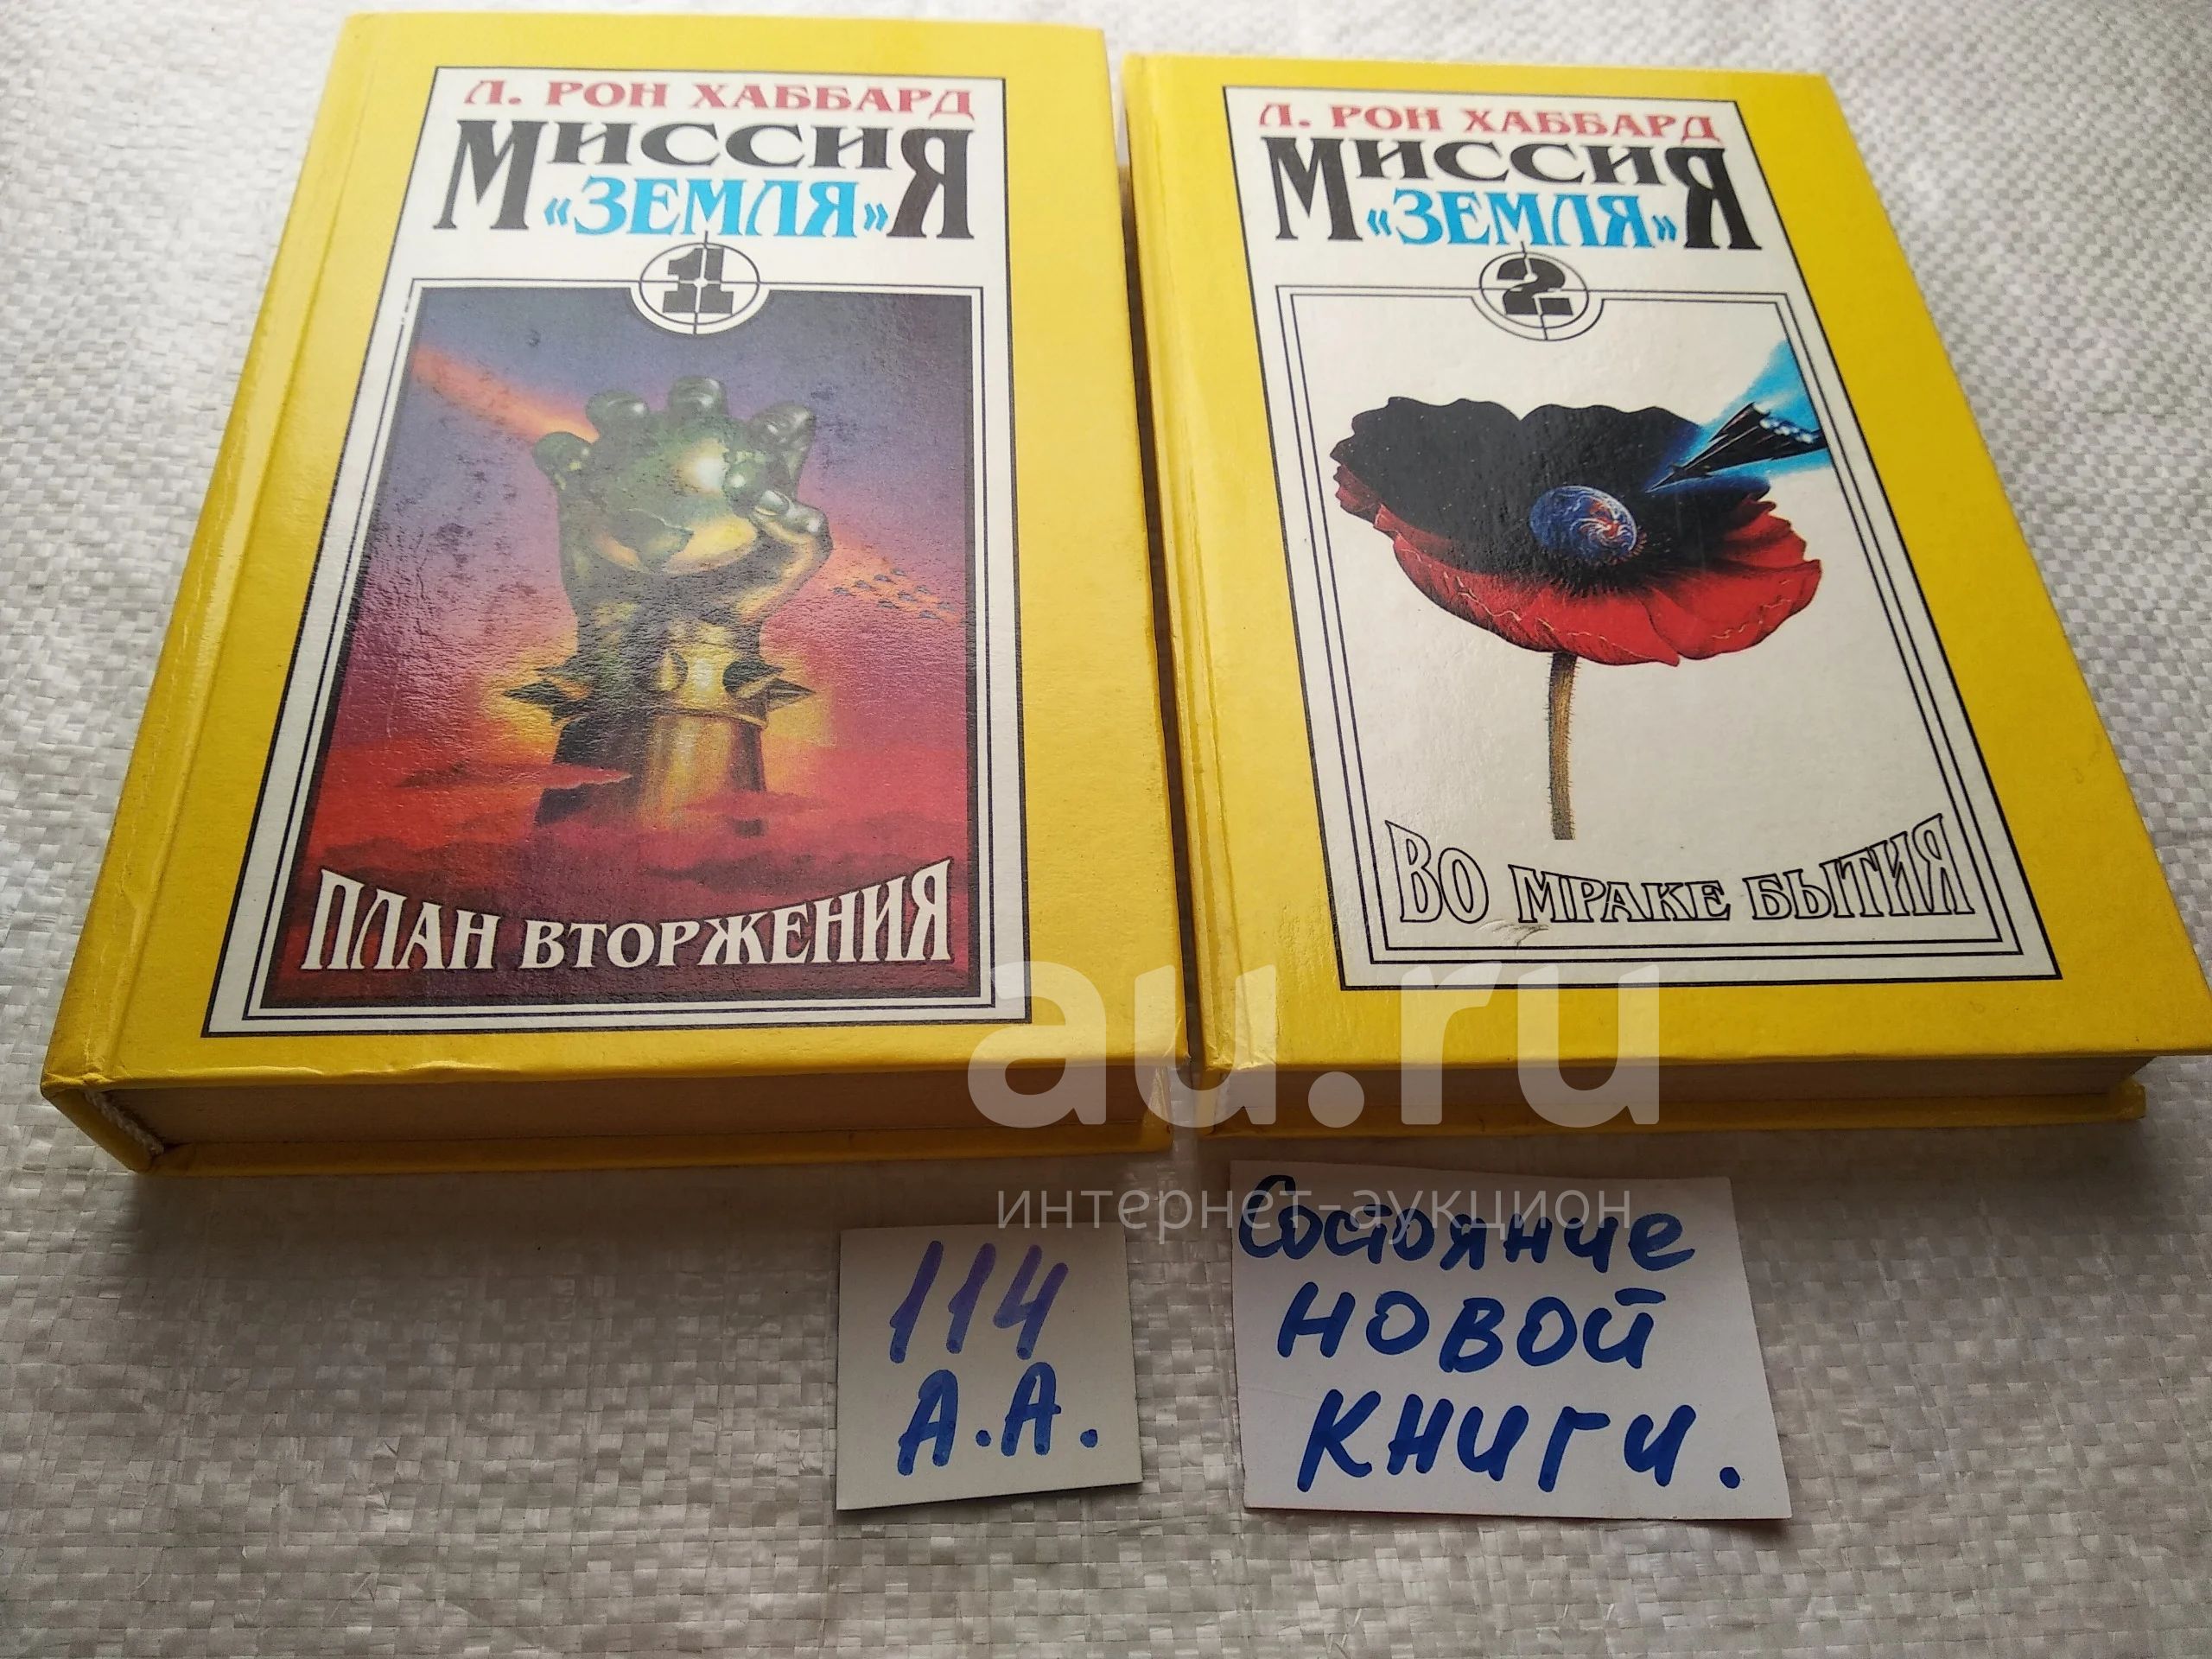 Л. РОН ХАББАРД
МИССИЯ
«ЗЕМЛЯ»
1
ПЛАН ВТОРЖЕНИЯ
Л. РОН ХАББАРД
МИССИЯ
«ЗЕМЛЯ»
2
ВО МРАКЕ БЫТИЯ
au.ru
интернет-аукцион
114
А.А.
Состояние
НОВОЙ
КНИГИ.